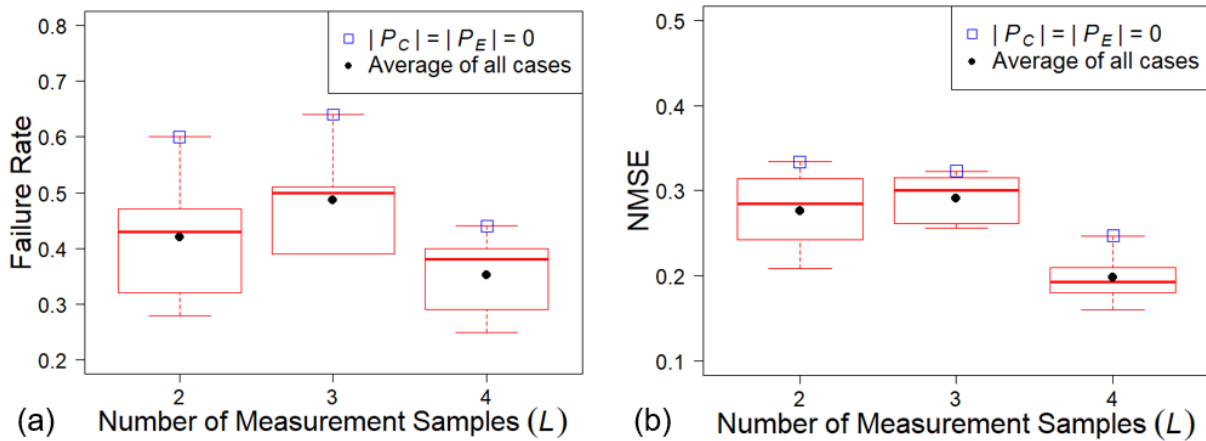 0.8
0.7
0.6
0.5
0.4
0.3
0.2
Failure Rate
| P_C | = | P_E | = 0
Average of all cases
2 3 4
(a) Number of Measurement Samples (L)
0.5
0.4
0.3
0.2
0.1
NMSE
| P_C | = | P_E | = 0
Average of all cases
2 3 4
(b) Number of Measurement Samples (L)